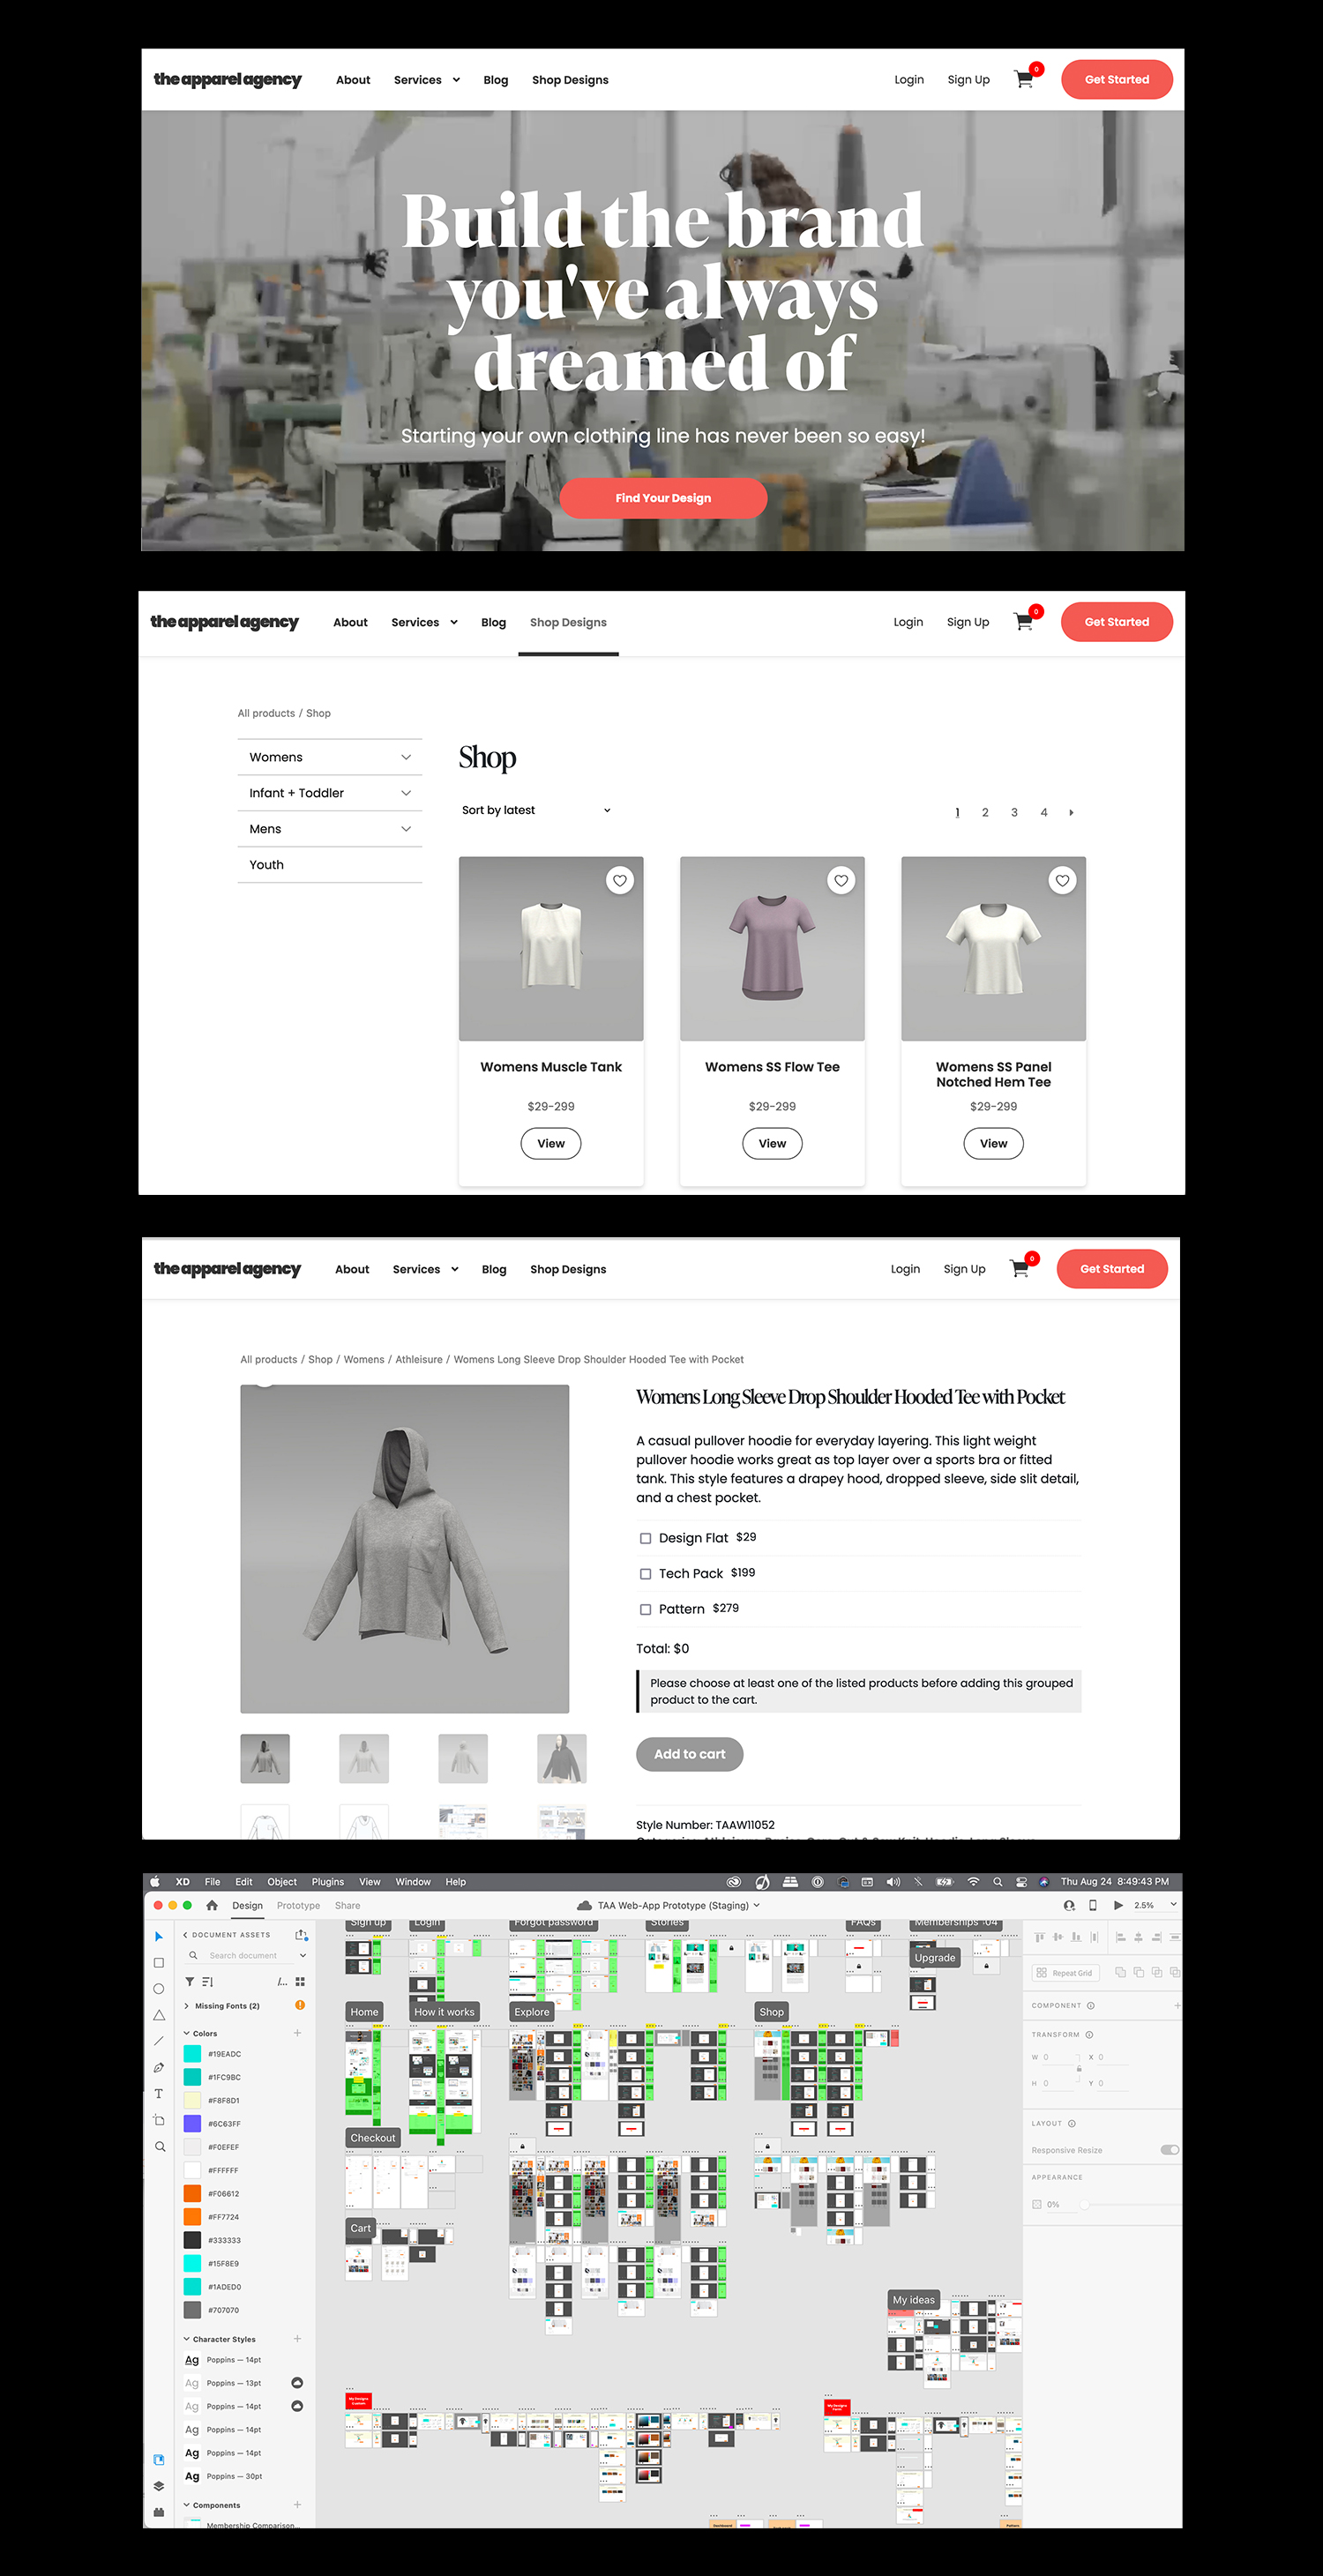 the apparel agency About Services Blog Shop Designs Login Sign Up 0 Get Started
Build the brand
you've always
dreamed of
Starting your own clothing line has never been so easy!
Find Your Design
the apparel agency About Services Blog Shop Designs Login Sign Up 0 Get Started
All products / Shop
Womens
Infant + Toddler
Mens
Youth
Shop
Sort by latest 1 2 3 4
Womens Muscle Tank
$29-299
View
Womens SS Flow Tee
$29-299
View
Womens SS Panel
Notched Hem Tee
$29-299
View
the apparel agency About Services Blog Shop Designs Login Sign Up 0 Get Started
All products / Shop / Womens / Athleisure / Womens Long Sleeve Drop Shoulder Hooded Tee with Pocket
Womens Long Sleeve Drop Shoulder Hooded Tee with Pocket
A casual pullover hoodie for everyday layering. This light weight
pullover hoodie works great as top layer over a sports bra or fitted
tank. This style features a drapey hood, dropped sleeve, side slit detail,
and a chest pocket.
Design Flat $29
Tech Pack $199
Pattern $279
Total: $0
Please choose at least one of the listed products before adding this grouped
product to the cart.
Add to cart
Style Number: TAAW11052
XD File Edit Object Plugins View Window Help Thu Aug 24 8:49:43 PM
Design Prototype Share TAA Web-App Prototype (Staging) 2.5%
DOCUMENT ASSETS
Search document
Missing Fonts (2)
Colors
#19EADC
#1FC9BC
#F8F8D1
#6C63FF
#F0EFEF
#FFFFFF
#F06612
#FF7724
#333333
#15F8E9
#1ADED0
#707070
Character Styles
Ag Poppins — 14pt
Ag Poppins — 13pt
Ag Poppins — 14pt
Ag Poppins — 14pt
Ag Poppins — 14pt
Ag Poppins — 30pt
Components
Membership Comparison...
Sign up Login Forgot password Stories FAQs Memberships
Upgrade
Home How it works Explore Shop
Checkout
Cart
My ideas
Repeat Grid
COMPONENT
TRANSFORM
W 0 X 0
H 0 Y 0
LAYOUT
Responsive Resize
APPEARANCE
0%